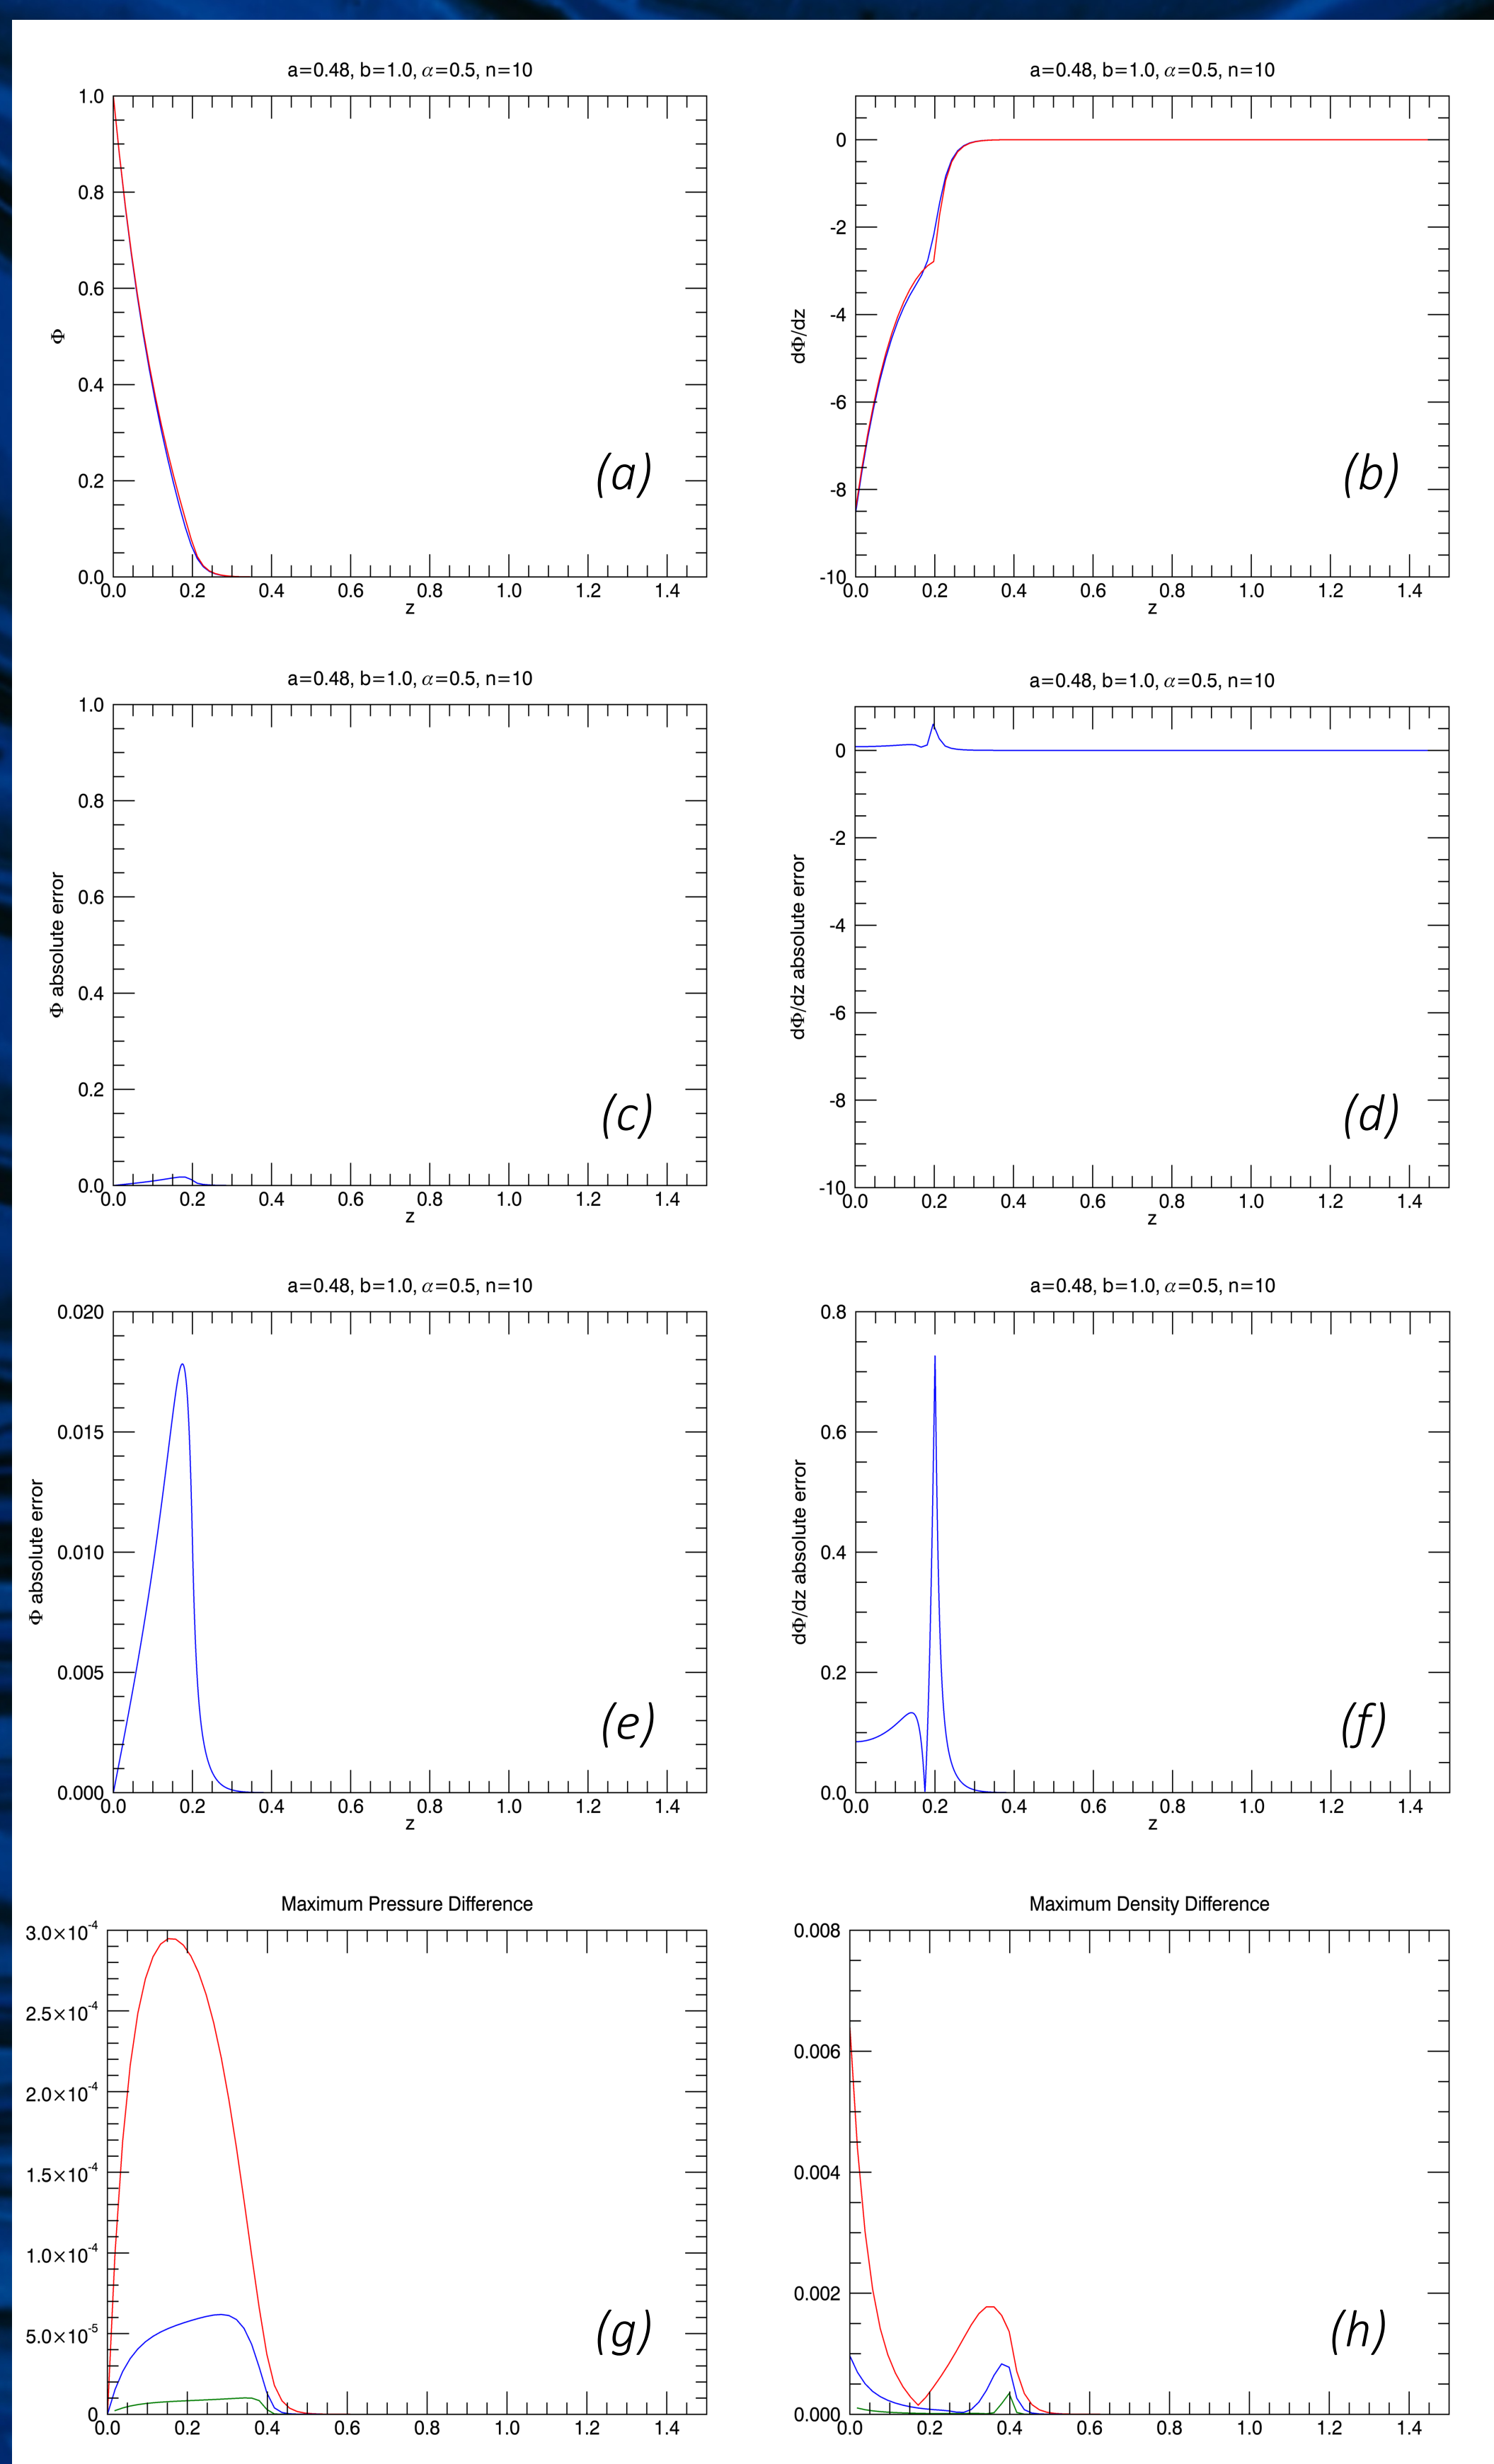 a=0.48, b=1.0, α=0.5, n=10
1.0
0.8
0.6
0.4
0.2
0.0
Φ
(a)
0.0 0.2 0.4 0.6 0.8 1.0 1.2 1.4
z
a=0.48, b=1.0, α=0.5, n=10
0
-2
-4
-6
-8
-10
dΦ/dz
(b)
0.0 0.2 0.4 0.6 0.8 1.0 1.2 1.4
z
a=0.48, b=1.0, α=0.5, n=10
1.0
0.8
0.6
0.4
0.2
0.0
Φ absolute error
(c)
0.0 0.2 0.4 0.6 0.8 1.0 1.2 1.4
z
a=0.48, b=1.0, α=0.5, n=10
0
-2
-4
-6
-8
-10
dΦ/dz absolute error
(d)
0.0 0.2 0.4 0.6 0.8 1.0 1.2 1.4
z
a=0.48, b=1.0, α=0.5, n=10
0.020
0.015
0.010
0.005
0.000
Φ absolute error
(e)
0.0 0.2 0.4 0.6 0.8 1.0 1.2 1.4
z
a=0.48, b=1.0, α=0.5, n=10
0.8
0.6
0.4
0.2
0.0
dΦ/dz absolute error
(f)
0.0 0.2 0.4 0.6 0.8 1.0 1.2 1.4
z
Maximum Pressure Difference
3.0×10⁻⁴
2.5×10⁻⁴
2.0×10⁻⁴
1.5×10⁻⁴
1.0×10⁻⁴
5.0×10⁻⁵
0
(g)
0.0 0.2 0.4 0.6 0.8 1.0 1.2 1.4
Maximum Density Difference
0.008
0.006
0.004
0.002
0.000
(h)
0.0 0.2 0.4 0.6 0.8 1.0 1.2 1.4